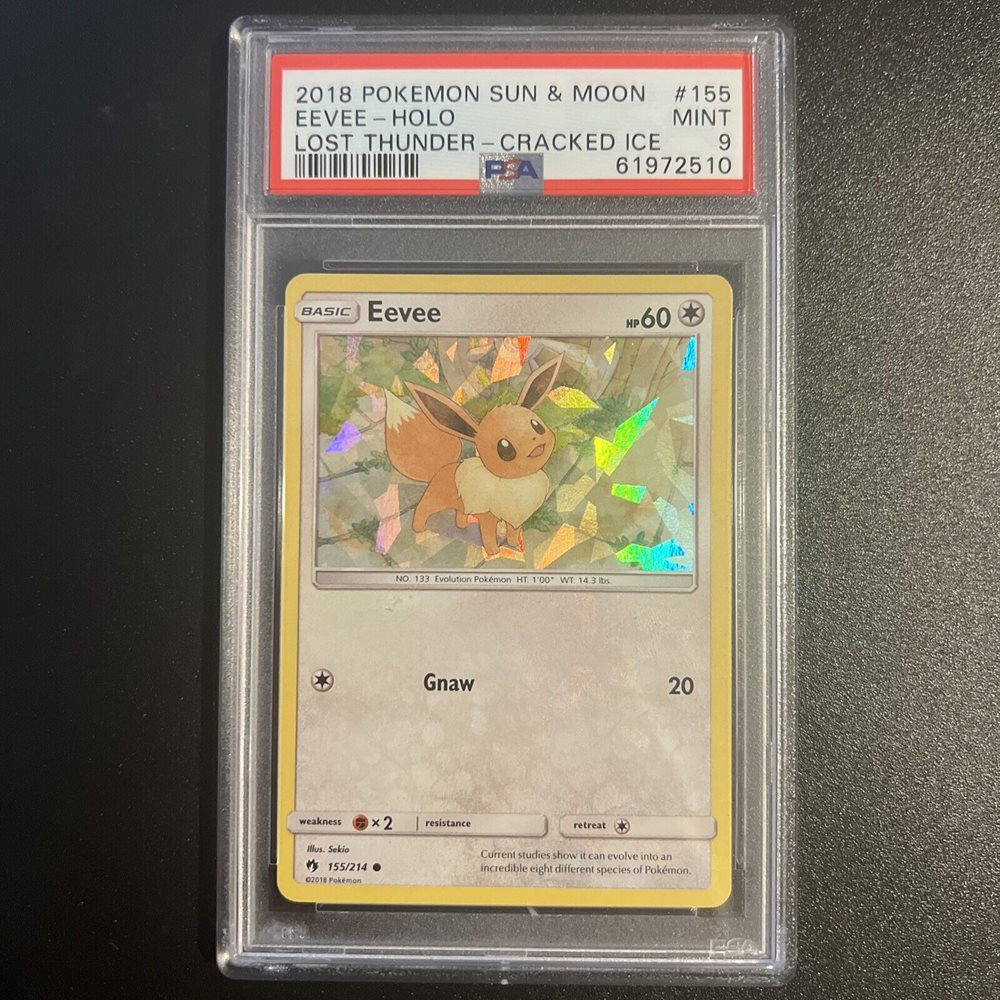 2018 POKEMON SUN & MOON #155
EEVEE – HOLO MINT
LOST THUNDER – CRACKED ICE 9
PSA 61972510
BASIC Eevee HP 60
NO. 133 Evolution Pokémon HT: 1'00" WT: 14.3 lbs.
Gnaw 20
weakness ×2 resistance retreat
Illus. Sekio
155/214
©2018 Pokémon
Current studies show it can evolve into an
incredible eight different species of Pokémon.